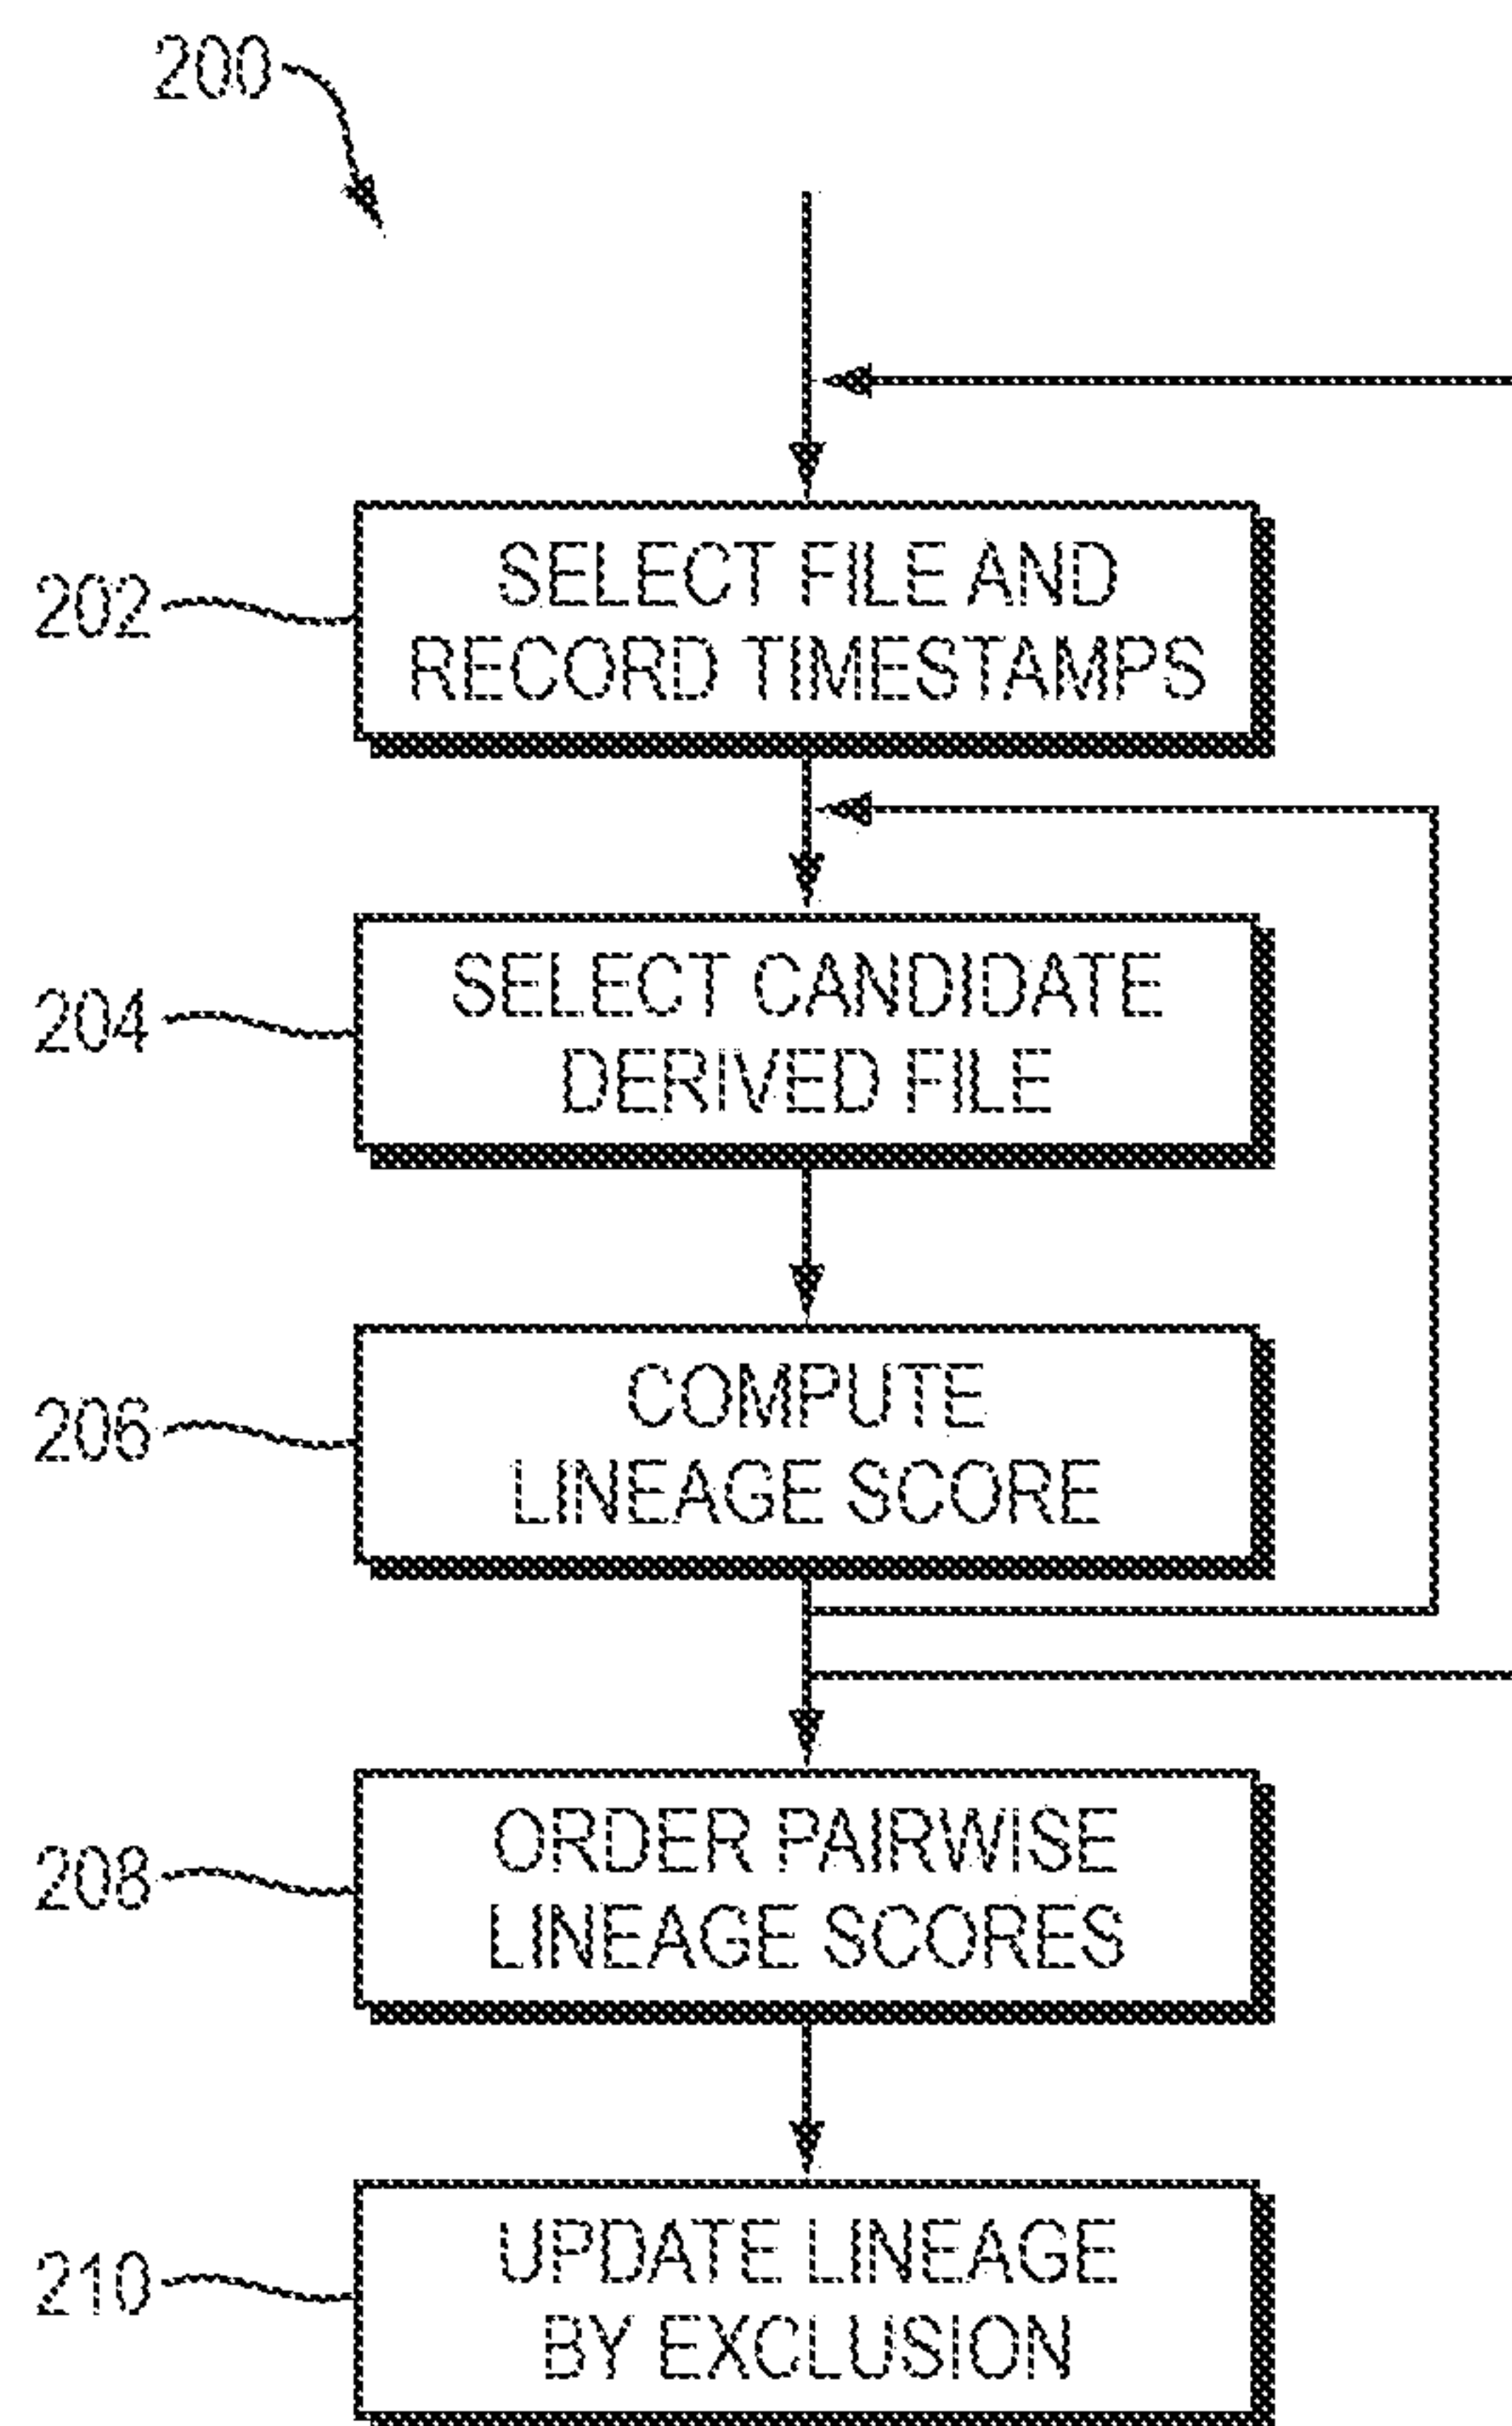 200
202
SELECT FILE AND
RECORD TIMESTAMPS
204
SELECT CANDIDATE
DERIVED FILE
206
COMPUTE
LINEAGE SCORE
208
ORDER PAIRWISE
LINEAGE SCORES
210
UPDATE LINEAGE
BY EXCLUSION